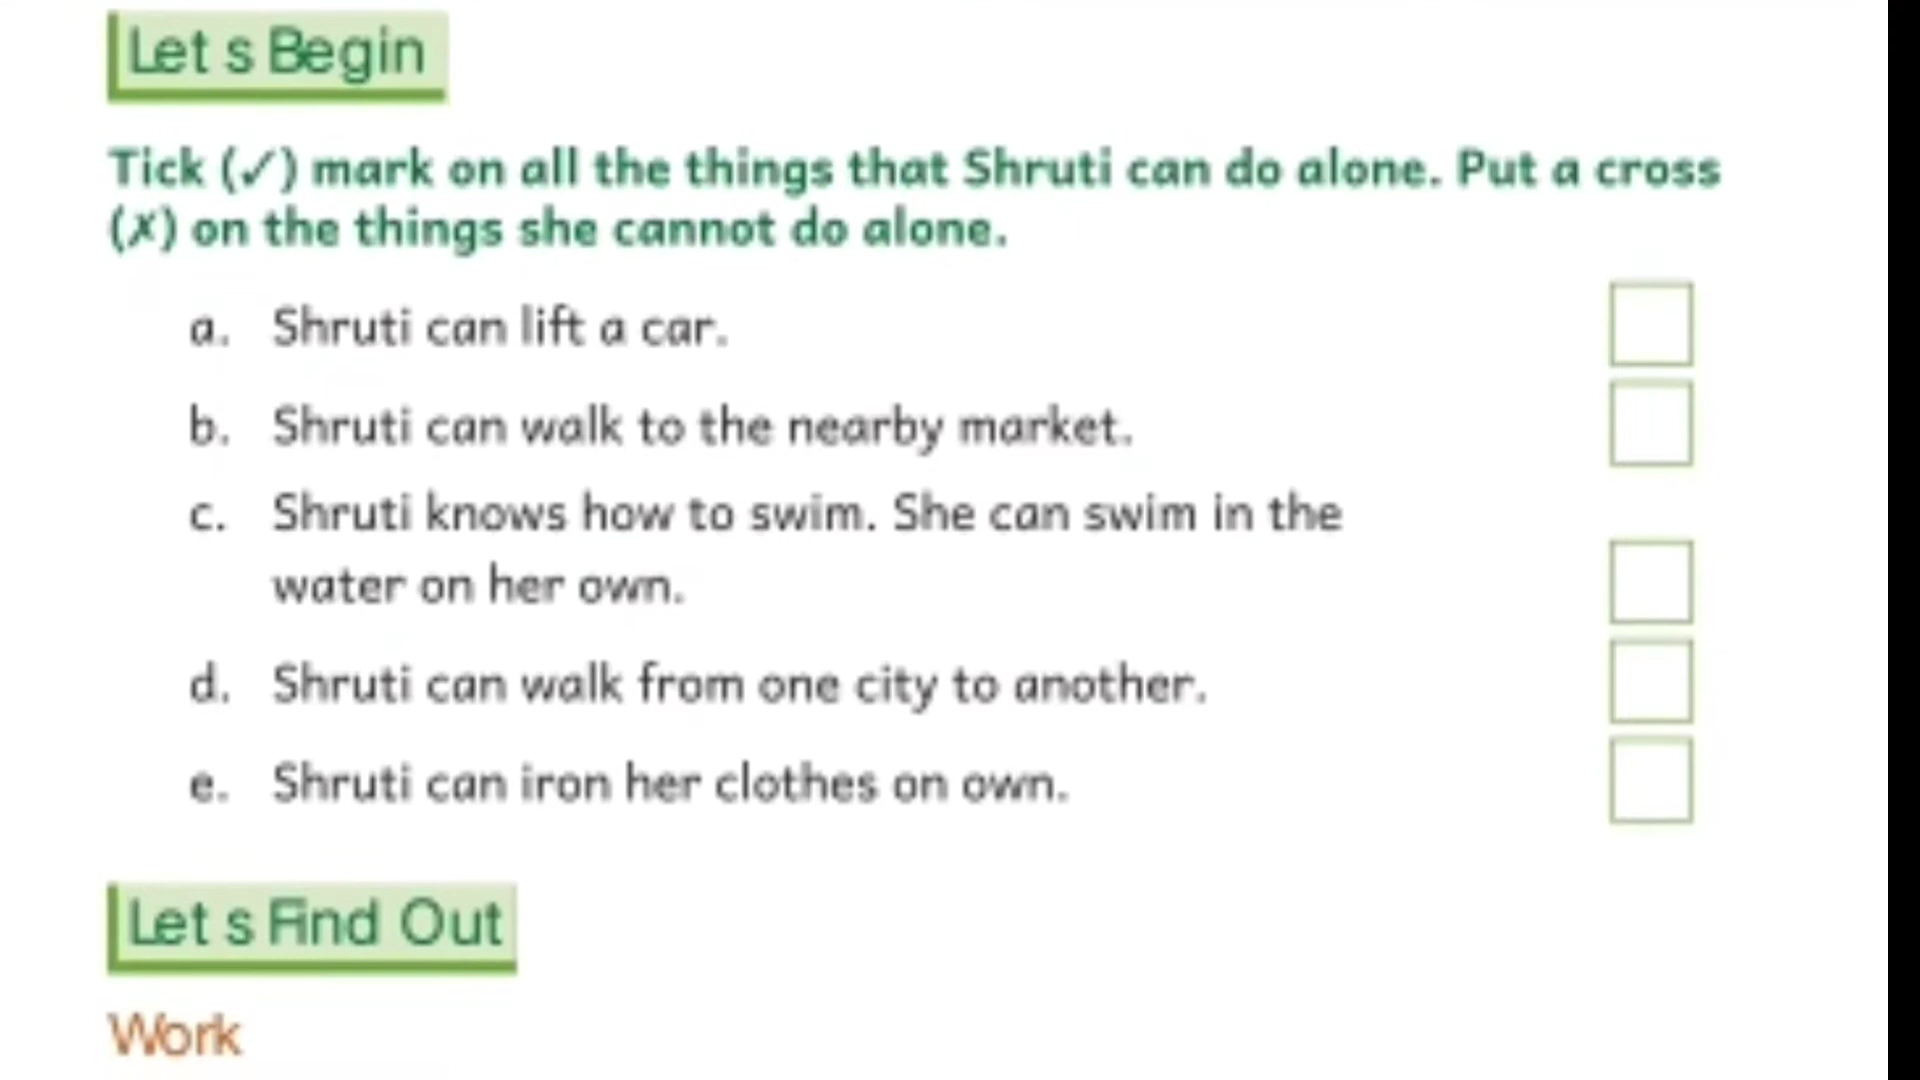 Let s Begin
Tick (✓) mark on all the things that Shruti can do alone. Put a cross
(✗) on the things she cannot do alone.
a. Shruti can lift a car.
b. Shruti can walk to the nearby market.
c. Shruti knows how to swim. She can swim in the
water on her own.
d. Shruti can walk from one city to another.
e. Shruti can iron her clothes on own.
Let s Find Out
Work